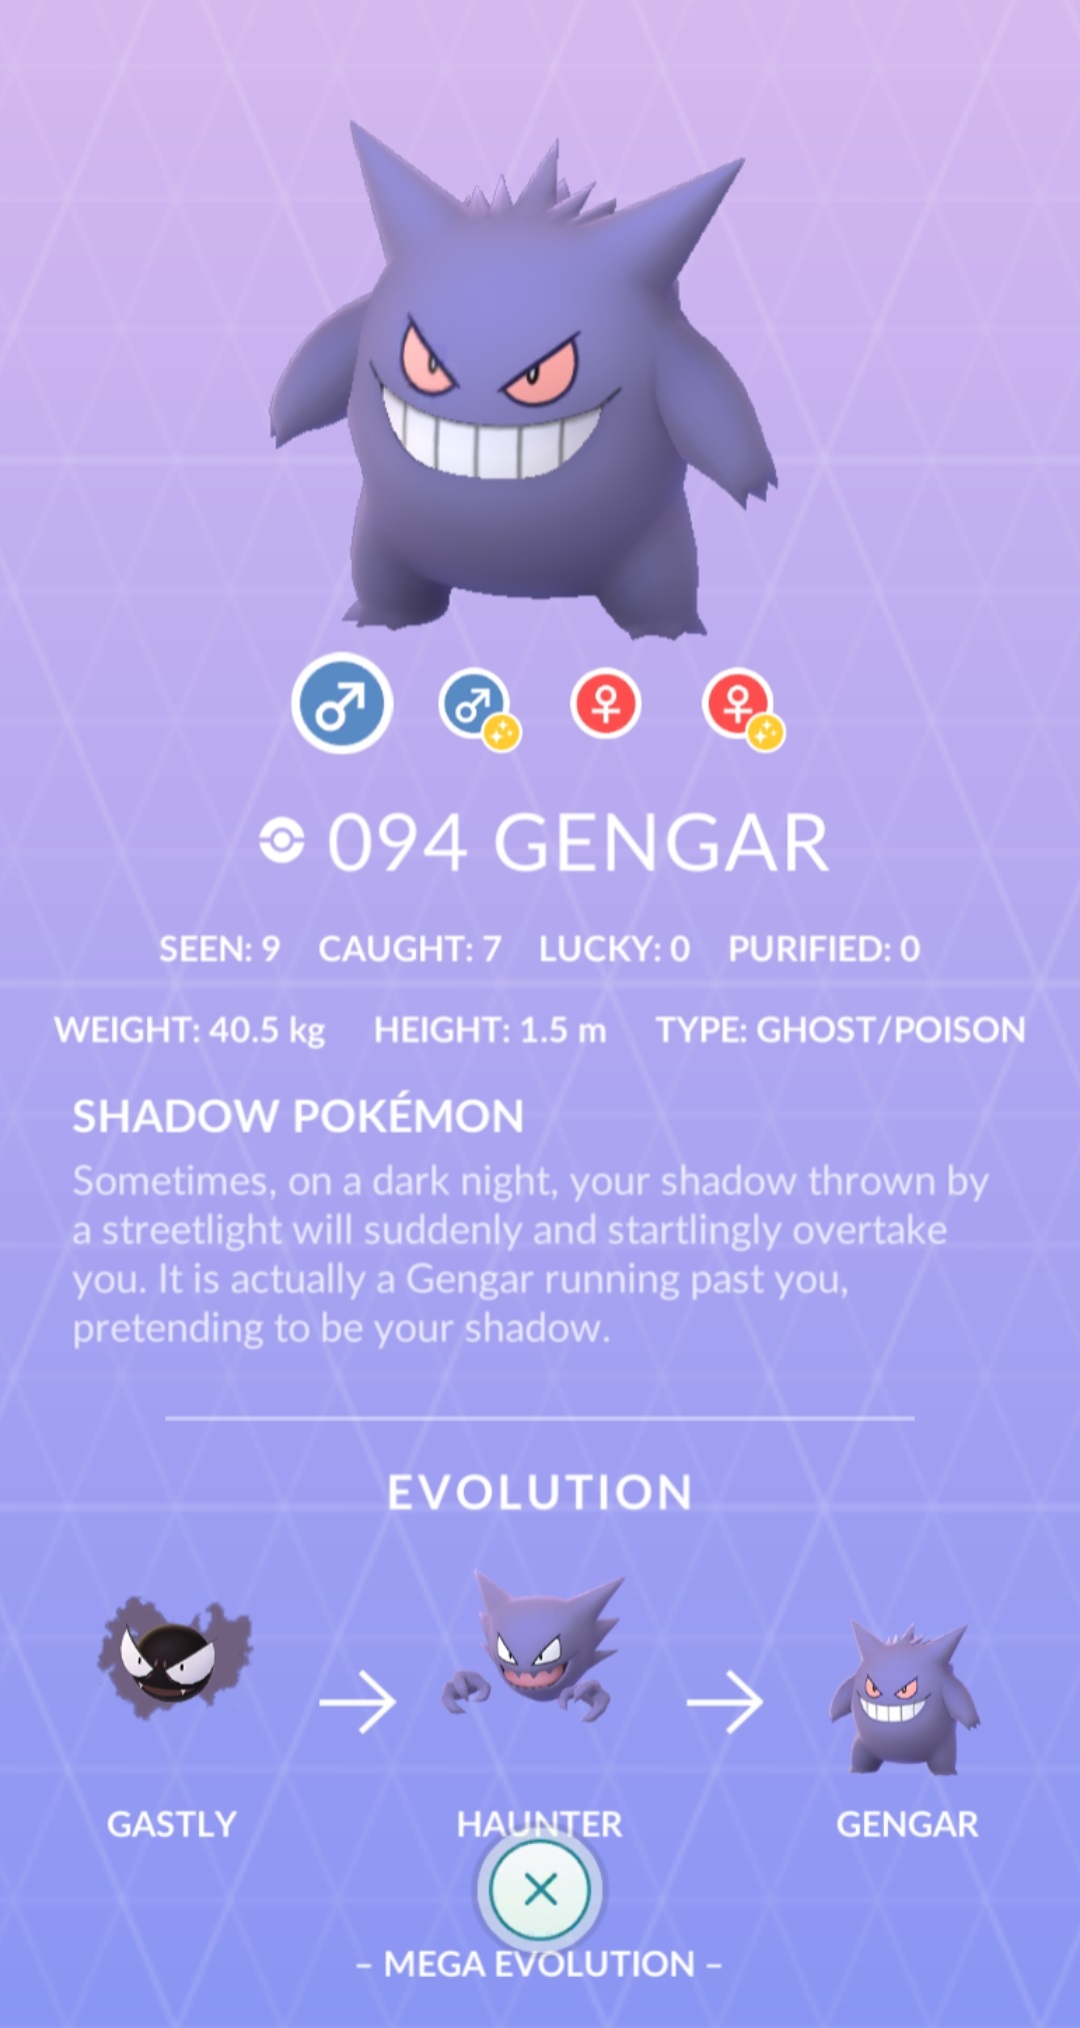 094 GENGAR
SEEN: 9 CAUGHT: 7 LUCKY: 0 PURIFIED: 0
WEIGHT: 40.5 kg HEIGHT: 1.5 m TYPE: GHOST/POISON
SHADOW POKÉMON
Sometimes, on a dark night, your shadow thrown by
a streetlight will suddenly and startlingly overtake
you. It is actually a Gengar running past you,
pretending to be your shadow.
EVOLUTION
GASTLY HAUNTER GENGAR
– MEGA EVOLUTION –